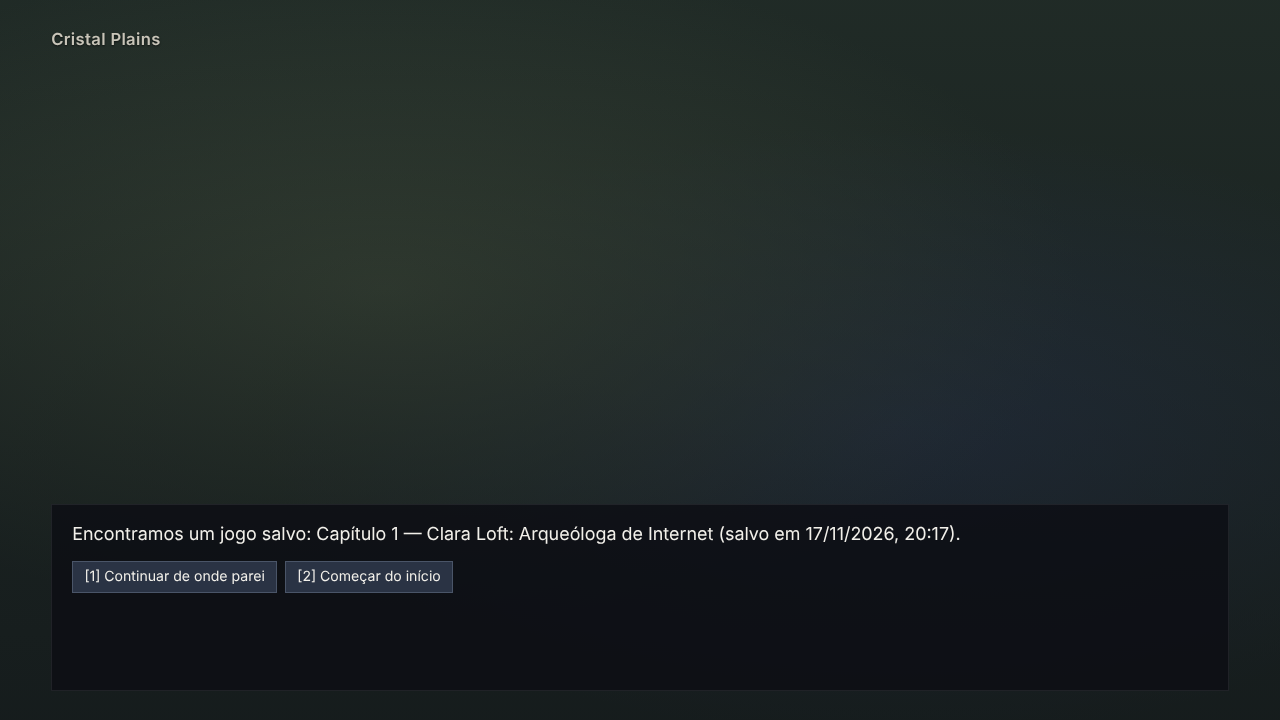 Cristal Plains
Encontramos um jogo salvo: Capítulo 1 — Clara Loft: Arqueóloga de Internet (salvo em 17/11/2026, 20:17).
[1] Continuar de onde parei [2] Começar do início